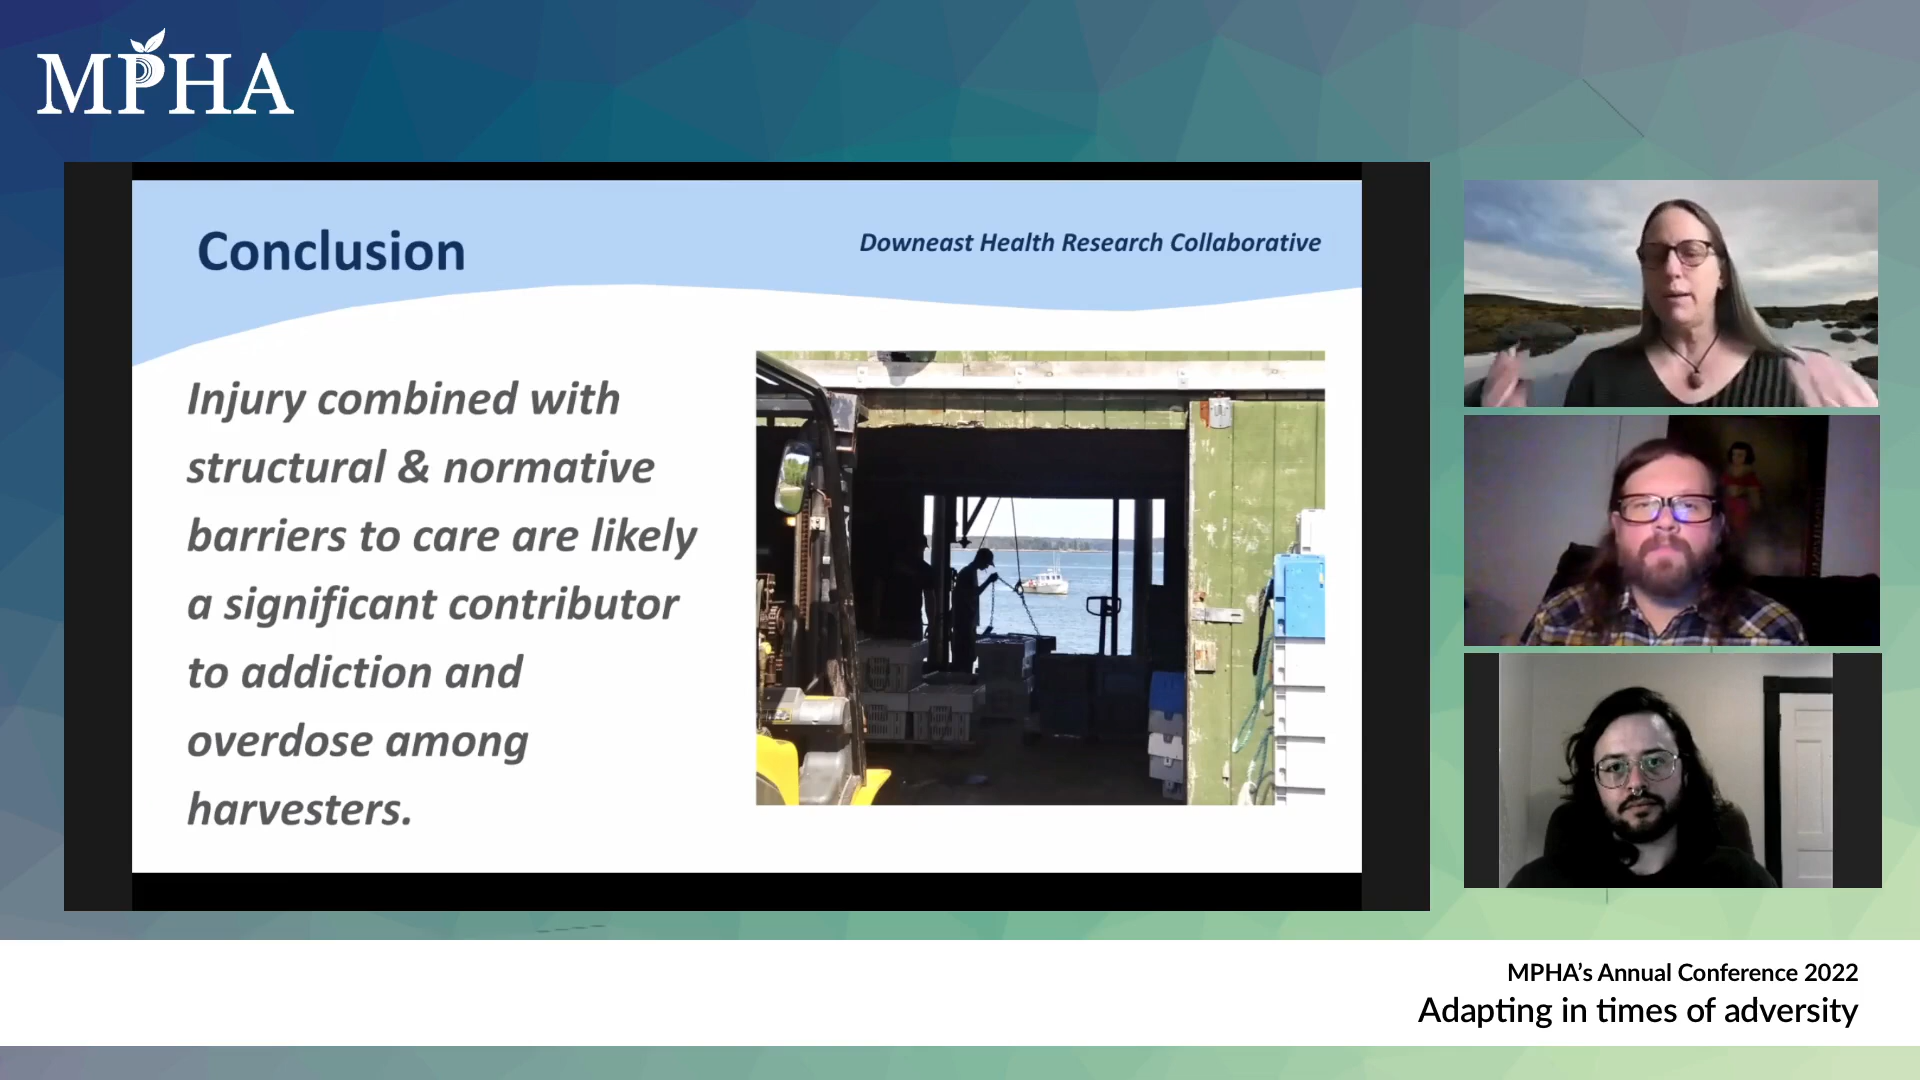 MPHA
Conclusion
Downeast Health Research Collaborative
Injury combined with
structural & normative
barriers to care are likely
a significant contributor
to addiction and
overdose among
harvesters.
MPHA’s Annual Conference 2022
Adapting in times of adversity